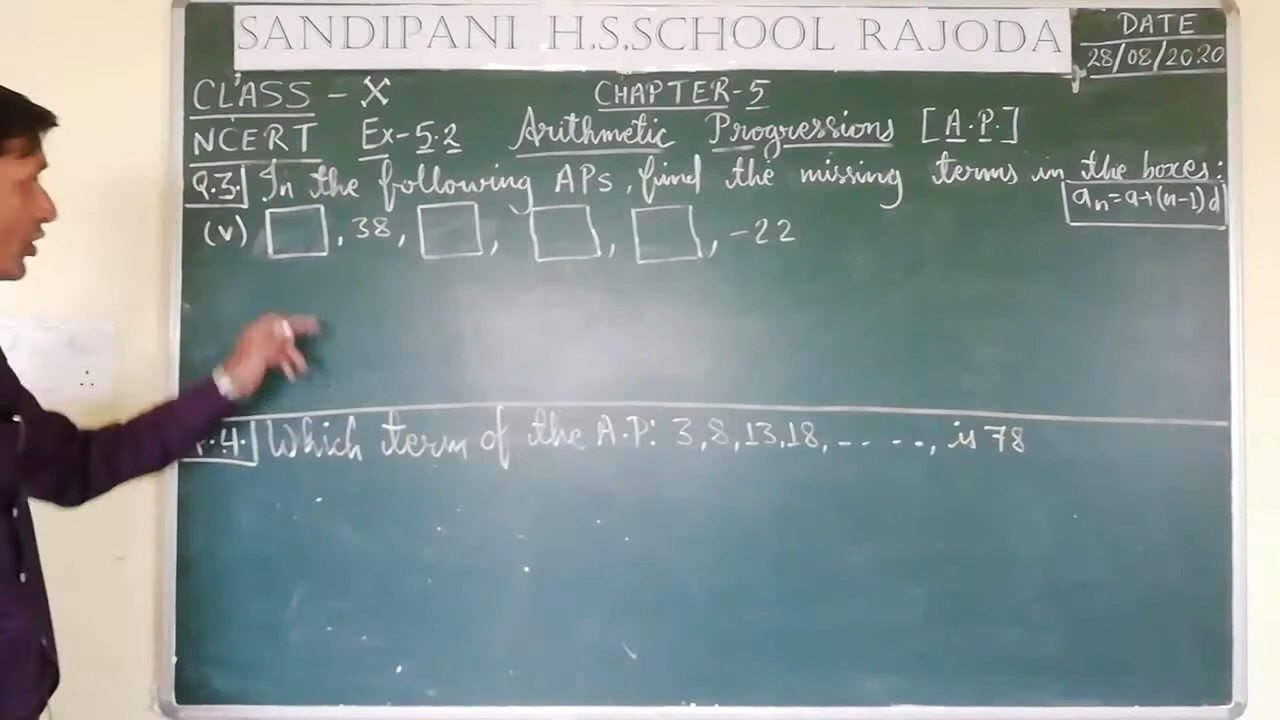 SANDIPANI H.S.SCHOOL RAJODA
DATE
28/08/2020
CLASS - X CHAPTER-5
NCERT Ex-5.2 Arithmetic Progressions [A.P.]
Q.3. In the following APs, find the missing terms in the boxes:
an=a+(n-1)d
(v) □, 38, □, □, □, -22
.4. Which term of the A.P: 3,8,13,18, - - - -, is 78